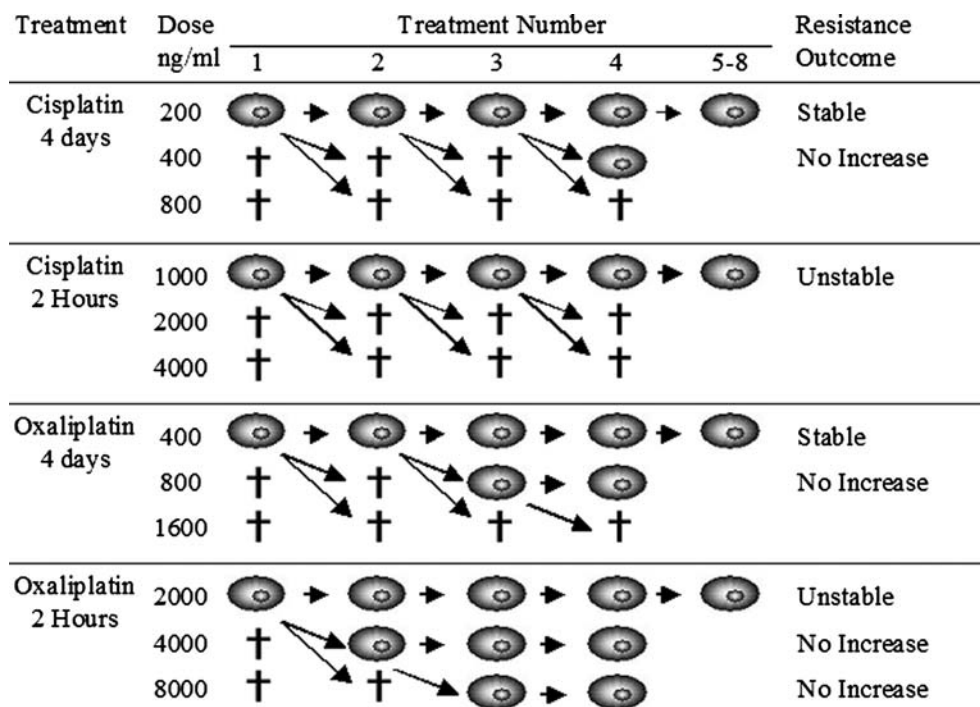 Treatment Dose Treatment Number Resistance
ng/ml 1 2 3 4 5-8 Outcome
Cisplatin 200 Stable
4 days
400 No Increase
800
Cisplatin 1000 Unstable
2 Hours
2000
4000
Oxaliplatin 400 Stable
4 days
800 No Increase
1600
Oxaliplatin 2000 Unstable
2 Hours
4000 No Increase
8000 No Increase